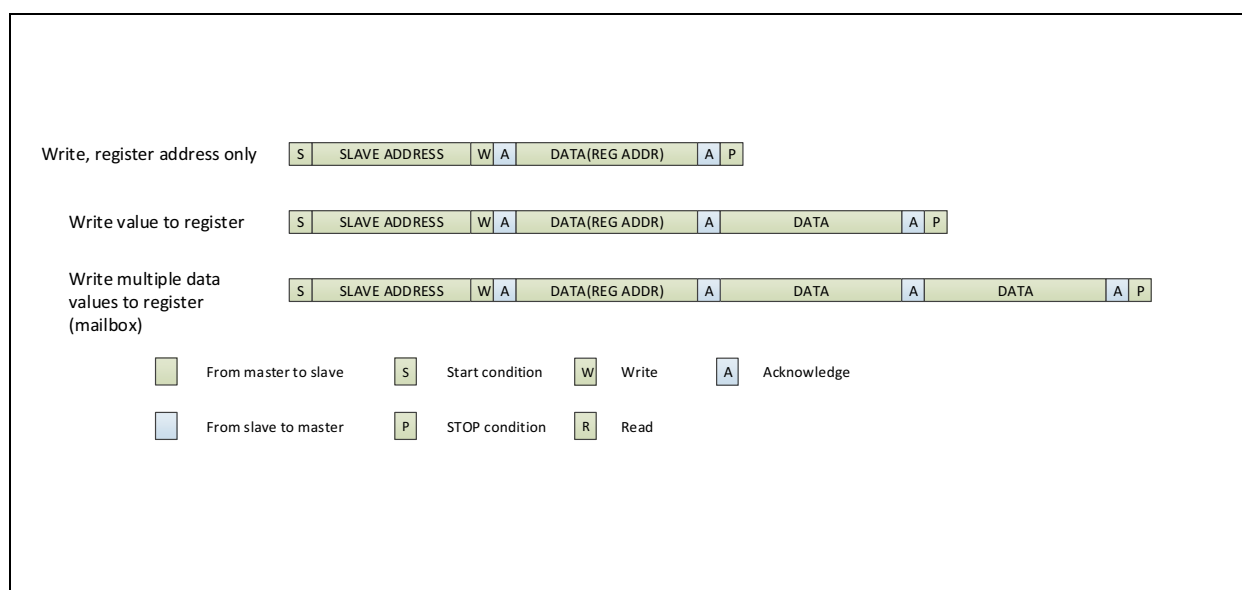 Write, register address only S SLAVE ADDRESS W A DATA(REG ADDR) A P
Write value to register S SLAVE ADDRESS W A DATA(REG ADDR) A DATA A P
Write multiple data
values to register
(mailbox)
S SLAVE ADDRESS W A DATA(REG ADDR) A DATA A DATA A P
From master to slave S Start condition W Write A Acknowledge
From slave to master P STOP condition R Read